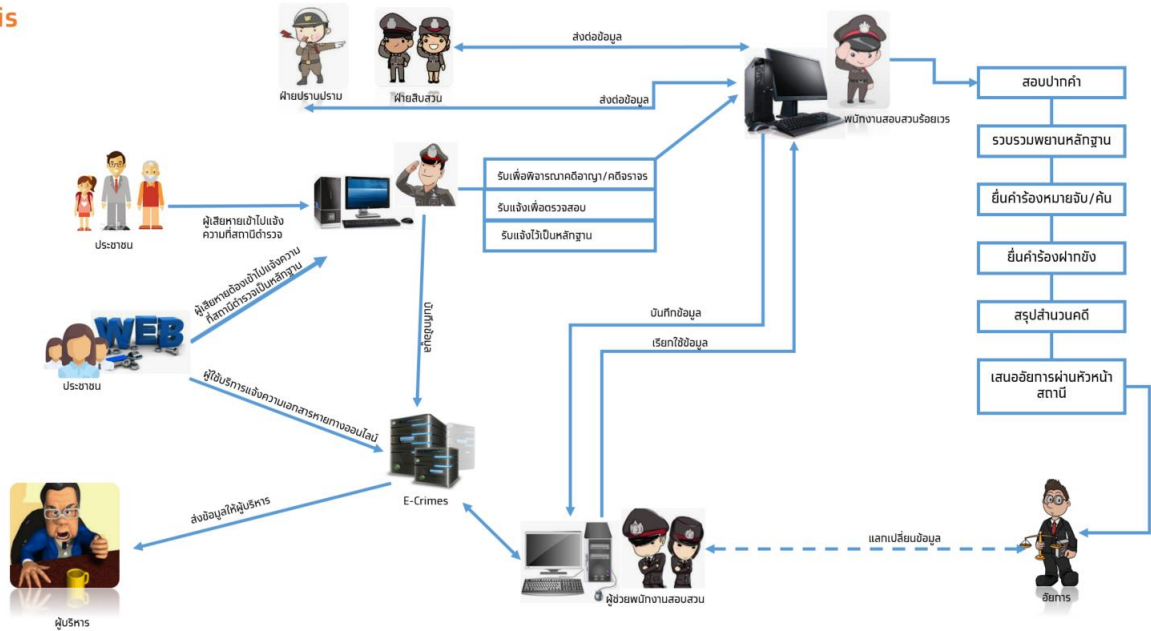 is
ส่งต่อข้อมูล
ฝ่ายปราบปราม
ฝ่ายสืบสวน
ส่งต่อข้อมูล
พนักงานสอบสวนร้อยเวร
สอบปากคำ
รวบรวมพยานหลักฐาน
ยื่นคำร้องหมายจับ/ค้น
ยื่นคำร้องฝากขัง
สรุปสำนวนคดี
เสนออัยการผ่านหัวหน้า
สถานี
ประชาชน
ผู้เสียหายเข้าไปแจ้ง
ความที่สถานีตำรวจ
รับเพื่อพิจารณาคดีอาญา/คดีจราจร
รับแจ้งเพื่อตรวจสอบ
รับแจ้งไว้เป็นหลักฐาน
ผู้เสียหายต้องเข้าไปแจ้งความ
ที่สถานีตำรวจเป็นหลักฐาน
WEB
ประชาชน
บันทึกข้อมูล
บันทึกข้อมูล
เรียกใช้ข้อมูล
ผู้ใช้บริการแจ้งความเอกสารหายทางออนไลน์
E-Crimes
ส่งข้อมูลให้ผู้บริหาร
ผู้บริหาร
ผู้ช่วยพนักงานสอบสวน
แลกเปลี่ยนข้อมูล
อัยการ